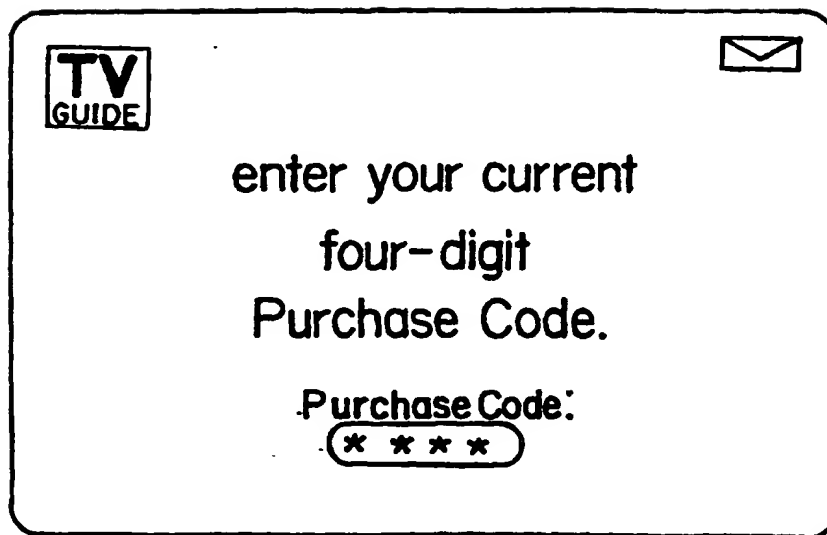 TV
GUIDE
enter your current
four-digit
Purchase Code.
Purchase Code:
* * * *